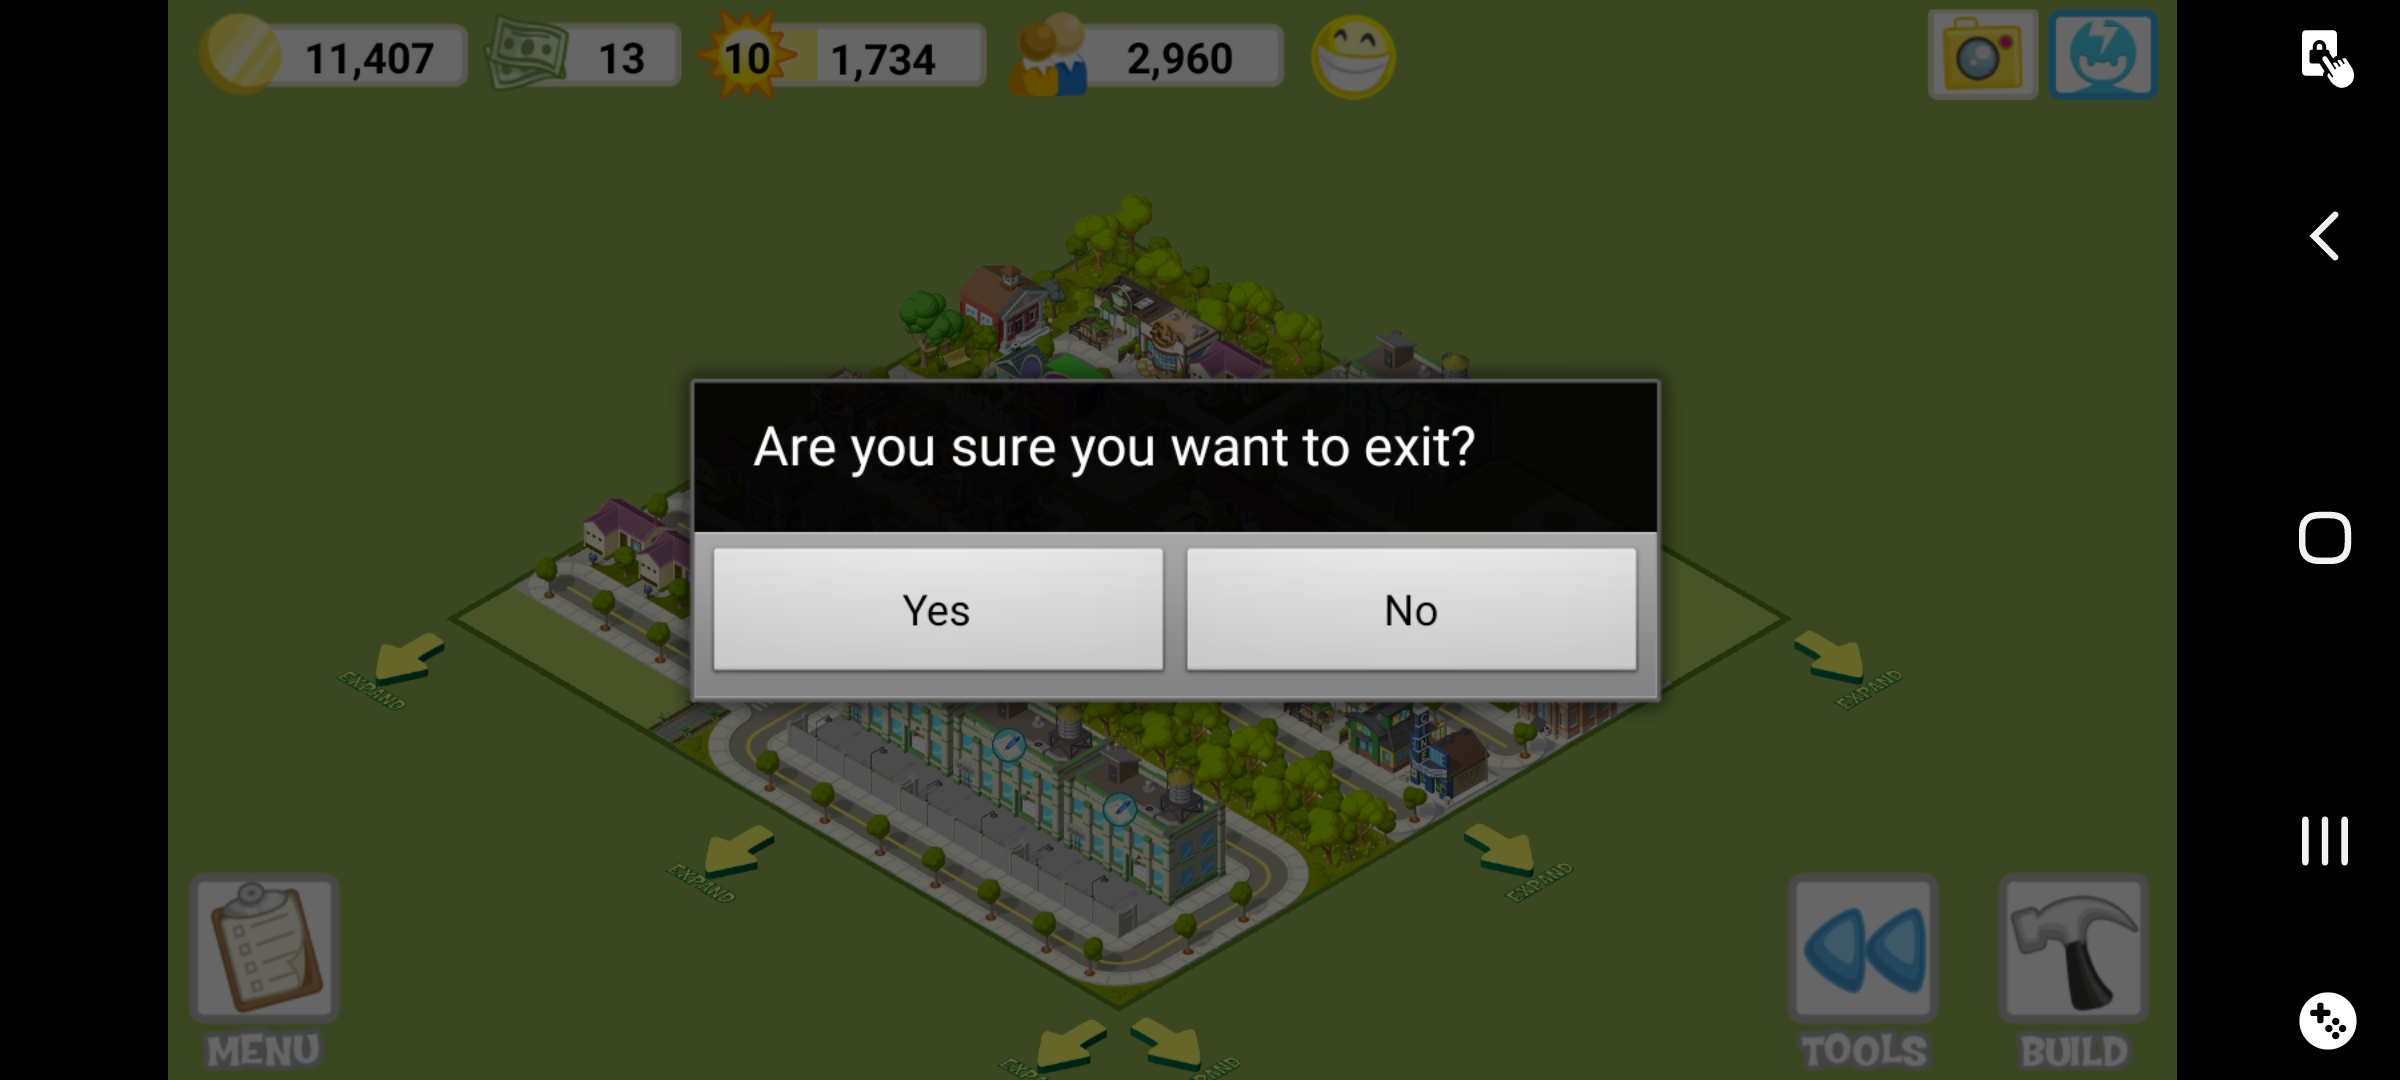 11,407
13
10
1,734
2,960
Are you sure you want to exit?
Yes
No
EXPAND
EXPAND
EXPAND
EXPAND
MENU
TOOLS
BUILD